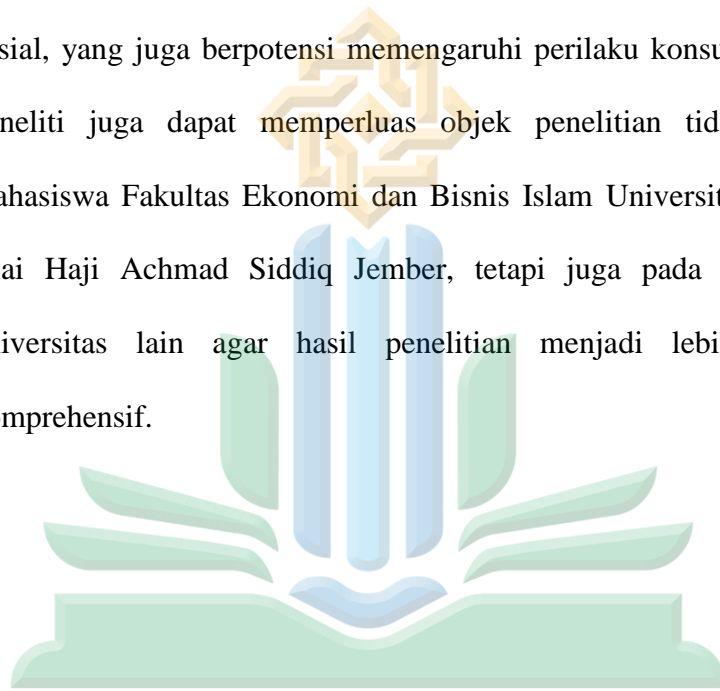 sial, yang juga berpotensi memengaruhi perilaku konsu
neliti juga dapat memperluas objek penelitian tid
ahasiswa Fakultas Ekonomi dan Bisnis Islam Universit
ai Haji Achmad Siddiq Jember, tetapi juga pada
iversitas lain agar hasil penelitian menjadi lebi
mprehensif.